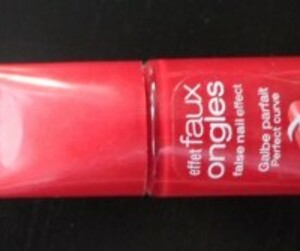 effet faux
ongles
false nail effect
Galbe parfait
Perfect curve